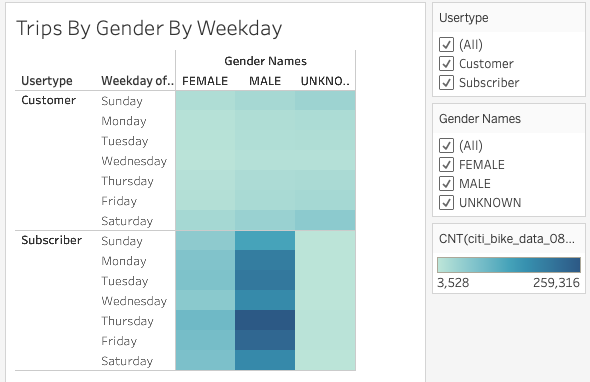 Trips By Gender By Weekday
Gender Names
Usertype Weekday of.. FEMALE MALE UNKNO..
Customer Sunday
Monday
Tuesday
Wednesday
Thursday
Friday
Saturday
Subscriber Sunday
Monday
Tuesday
Wednesday
Thursday
Friday
Saturday
Usertype
(All)
Customer
Subscriber
Gender Names
(All)
FEMALE
MALE
UNKNOWN
CNT(citi_bike_data_08...
3,528 259,316